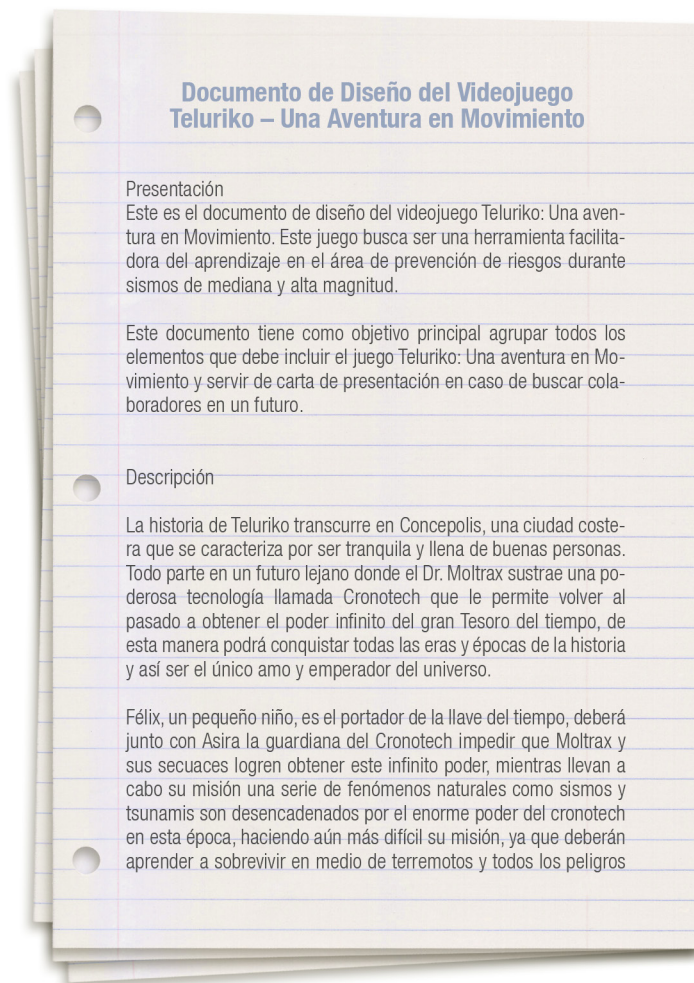 Documento de Diseño del Videojuego
Teluriko – Una Aventura en Movimiento
Presentación
Este es el documento de diseño del videojuego Teluriko: Una aven-
tura en Movimiento. Este juego busca ser una herramienta facilita-
dora del aprendizaje en el área de prevención de riesgos durante
sismos de mediana y alta magnitud.
Este documento tiene como objetivo principal agrupar todos los
elementos que debe incluir el juego Teluriko: Una aventura en Mo-
vimiento y servir de carta de presentación en caso de buscar cola-
boradores en un futuro.
Descripción
La historia de Teluriko transcurre en Concepolis, una ciudad coste-
ra que se caracteriza por ser tranquila y llena de buenas personas.
Todo parte en un futuro lejano donde el Dr. Moltrax sustrae una po-
derosa tecnología llamada Cronotech que le permite volver al
pasado a obtener el poder infinito del gran Tesoro del tiempo, de
esta manera podrá conquistar todas las eras y épocas de la historia
y así ser el único amo y emperador del universo.
Félix, un pequeño niño, es el portador de la llave del tiempo, deberá
junto con Asira la guardiana del Cronotech impedir que Moltrax y
sus secuaces logren obtener este infinito poder, mientras llevan a
cabo su misión una serie de fenómenos naturales como sismos y
tsunamis son desencadenados por el enorme poder del cronotech
en esta época, haciendo aún más difícil su misión, ya que deberán
aprender a sobrevivir en medio de terremotos y todos los peligros